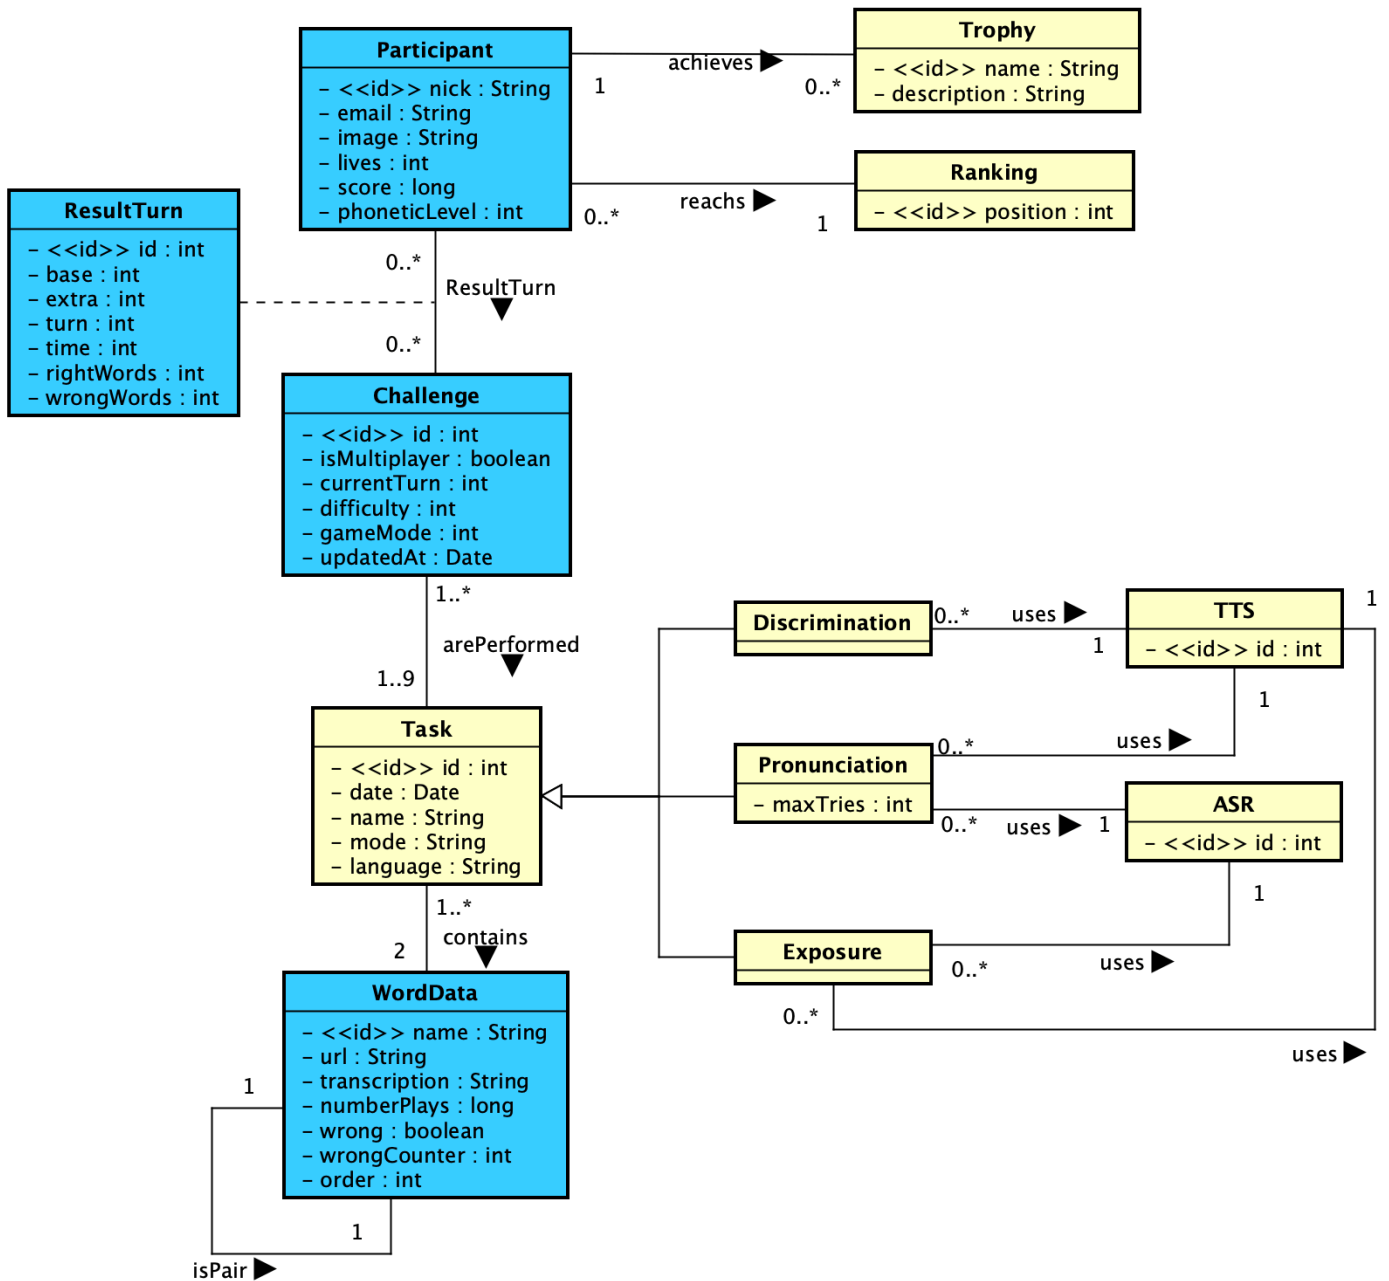 Participant
- <<id>> nick : String
- email : String
- image : String
- lives : int
- score : long
- phoneticLevel : int
achieves
1
0..*
Trophy
- <<id>> name : String
- description : String
reachs
0..*
1
Ranking
- <<id>> position : int
ResultTurn
- <<id>> id : int
- base : int
- extra : int
- turn : int
- time : int
- rightWords : int
- wrongWords : int
0..*
ResultTurn
0..*
Challenge
- <<id>> id : int
- isMultiplayer : boolean
- currentTurn : int
- difficulty : int
- gameMode : int
- updatedAt : Date
1..*
arePerformed
1..9
Task
- <<id>> id : int
- date : Date
- name : String
- mode : String
- language : String
Discrimination
0..*
uses
1
TTS
- <<id>> id : int
1
1
Pronunciation
- maxTries : int
0..*
uses
0..*
uses
1
ASR
- <<id>> id : int
1
Exposure
0..*
uses
0..*
uses
1..*
contains
2
WordData
- <<id>> name : String
- url : String
- transcription : String
- numberPlays : long
- wrong : boolean
- wrongCounter : int
- order : int
1
1
isPair